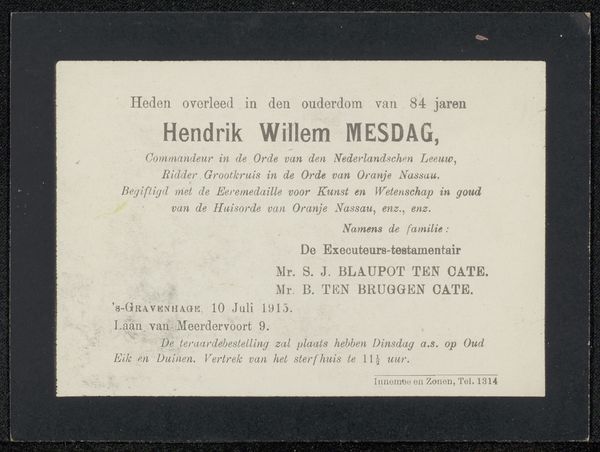 Heden overleed in den ouderdom van 84 jaren
Hendrik Willem MESDAG,
Commandeur in de Orde van den Nederlandschen Leeuw,
Ridder Grootkruis in de Orde van Oranje Nassau.
Begiftigd met de Eeremedaille voor Kunst en Wetenschap in goud
van de Huisorde van Oranje Nassau, enz., enz.
Namens de familie:
De Executeurs-testamentair
Mr. S. J. BLAUPOT TEN CATE.
Mr. B. TEN BRUGGEN CATE.
's-GRAVENHAGE, 10 Juli 1915.
Laan van Meerdervoort 9.
De teraardebestelling zal plaats hebben Dinsdag a.s. op Oud
Eik en Duinen. Vertrek van het sterfhuis te 11½ uur.
Innemee en Zonen, Tel. 1314